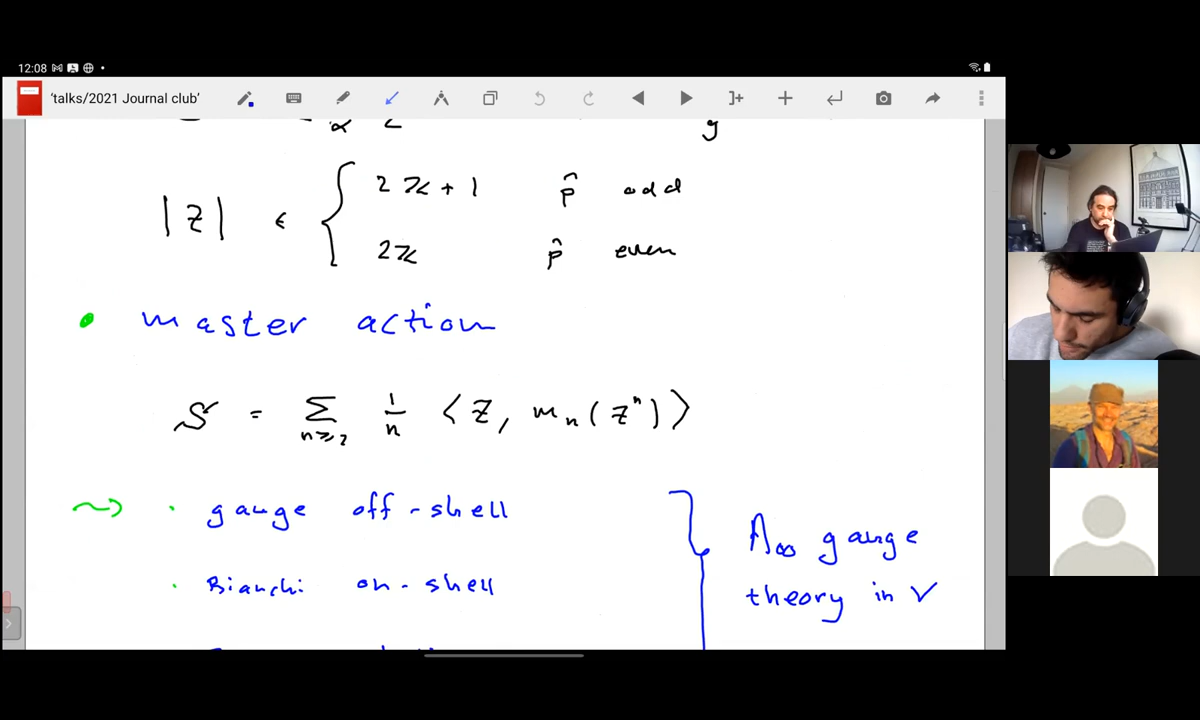 12:08
'talks/2021 Journal club'
|Z| ∈ { 2ℤ+1 p̂ odd
2ℤ p̂ even
• master action
S = Σ_{n≥2} 1/n ⟨Z, m_n(Z^n)⟩
⇝ · gauge off-shell
· Bianchi on-shell
A∞ gauge
theory in V